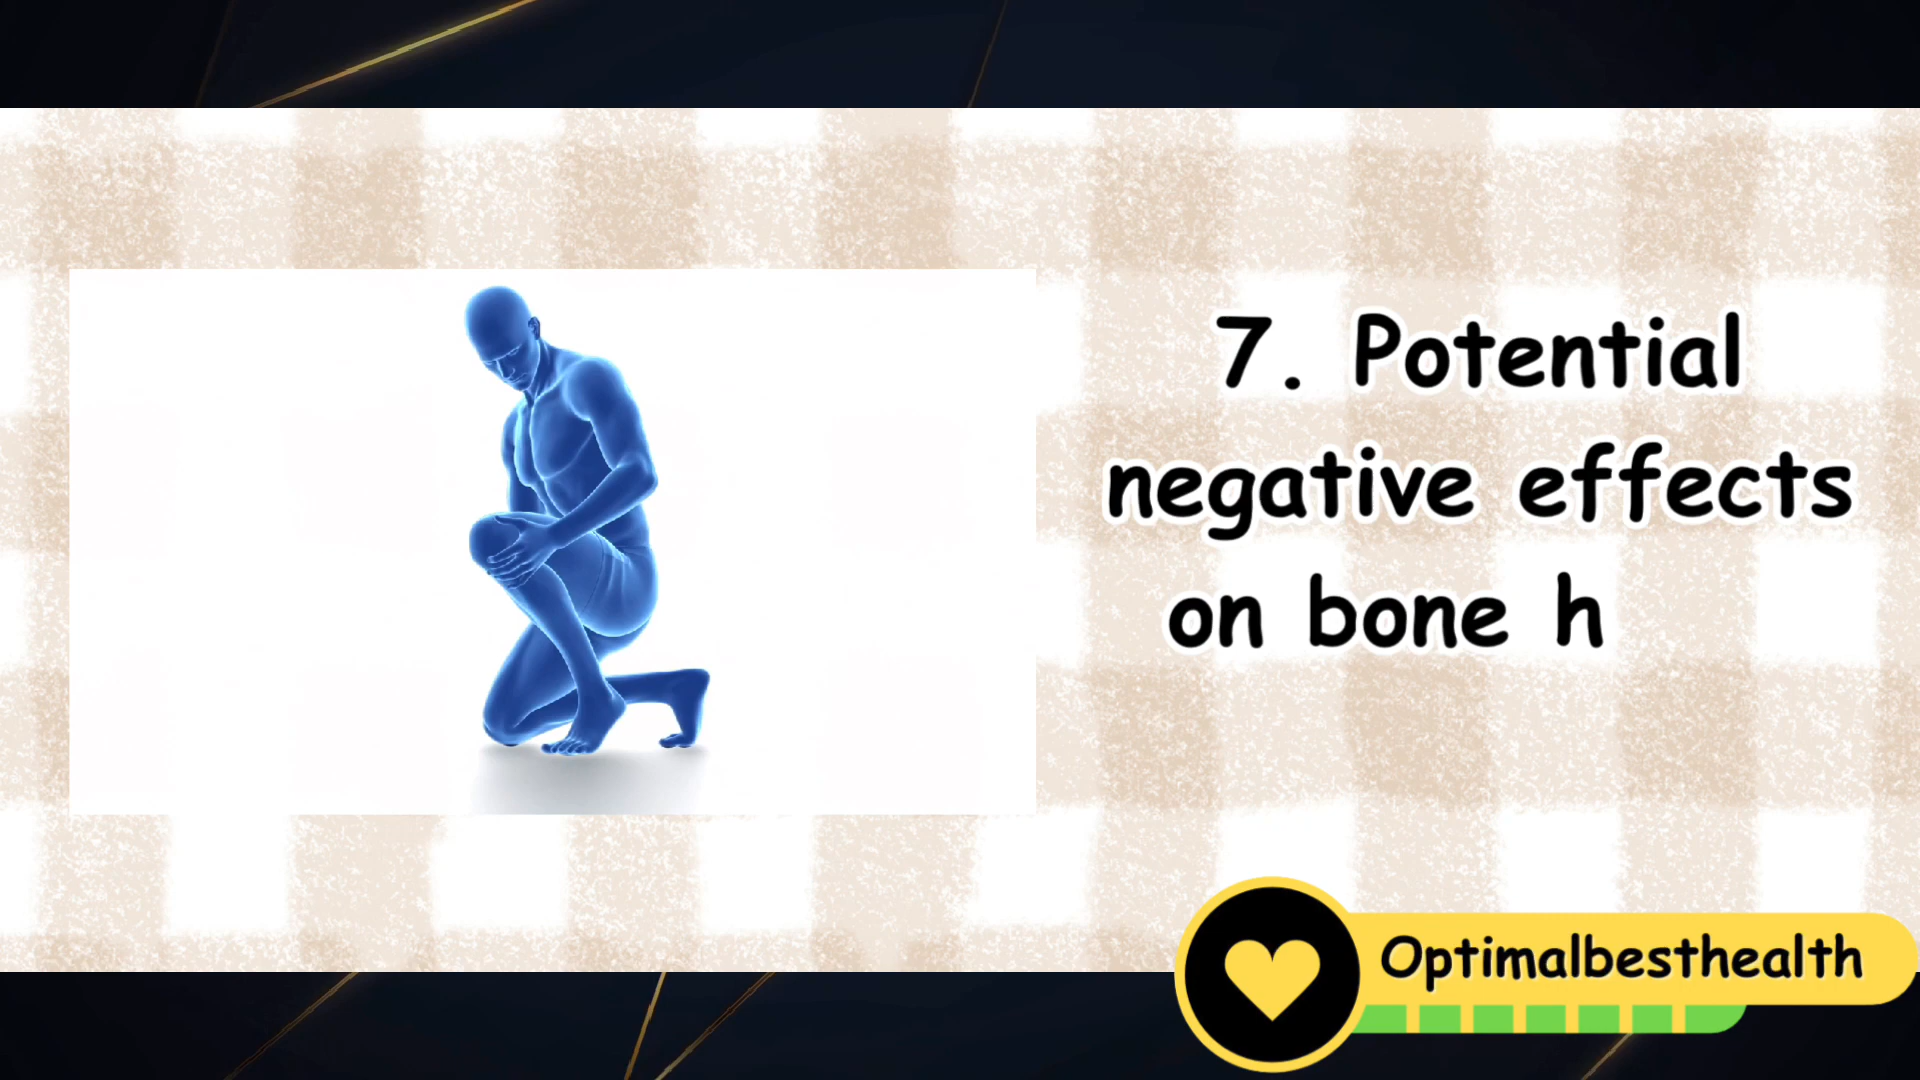 7. Potential
negative effects
on bone h
Optimalbesthealth